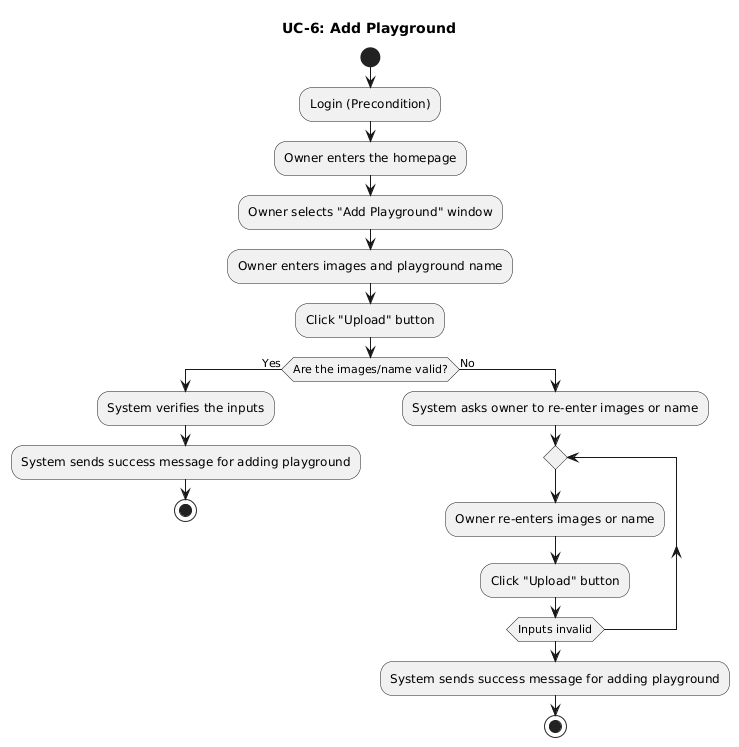 UC-6: Add Playground
Login (Precondition)
Owner enters the homepage
Owner selects "Add Playground" window
Owner enters images and playground name
Click "Upload" button
Yes
Are the images/name valid?
No
System verifies the inputs
System asks owner to re-enter images or name
System sends success message for adding playground
Owner re-enters images or name
Click "Upload" button
Inputs invalid
System sends success message for adding playground